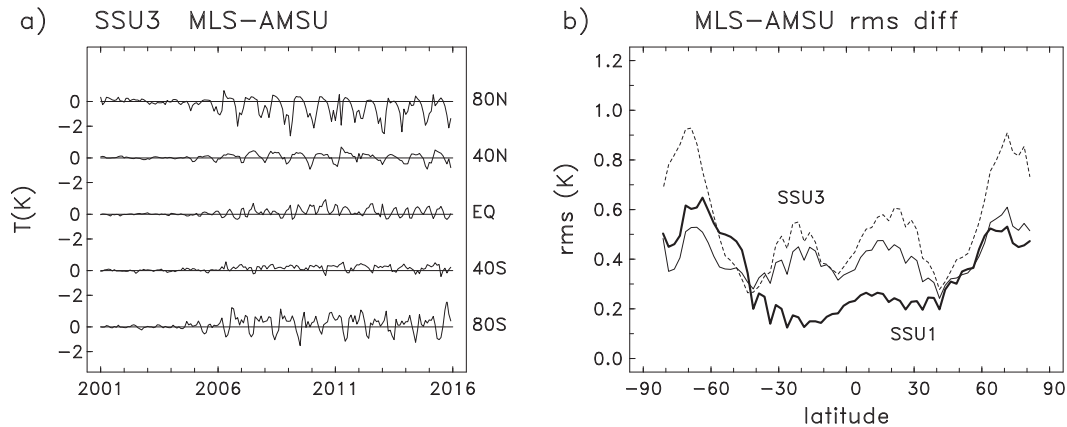 a) SSU3 MLS-AMSU
T(K)
0
-2
80N
0
-2
40N
0
-2
EQ
0
-2
40S
0
-2
80S
2001 2006 2011 2016
b) MLS-AMSU rms diff
rms (K)
1.2
1.0
0.8
0.6
0.4
0.2
0.0
SSU3
SSU1
-90 -60 -30 0 30 60 90
latitude